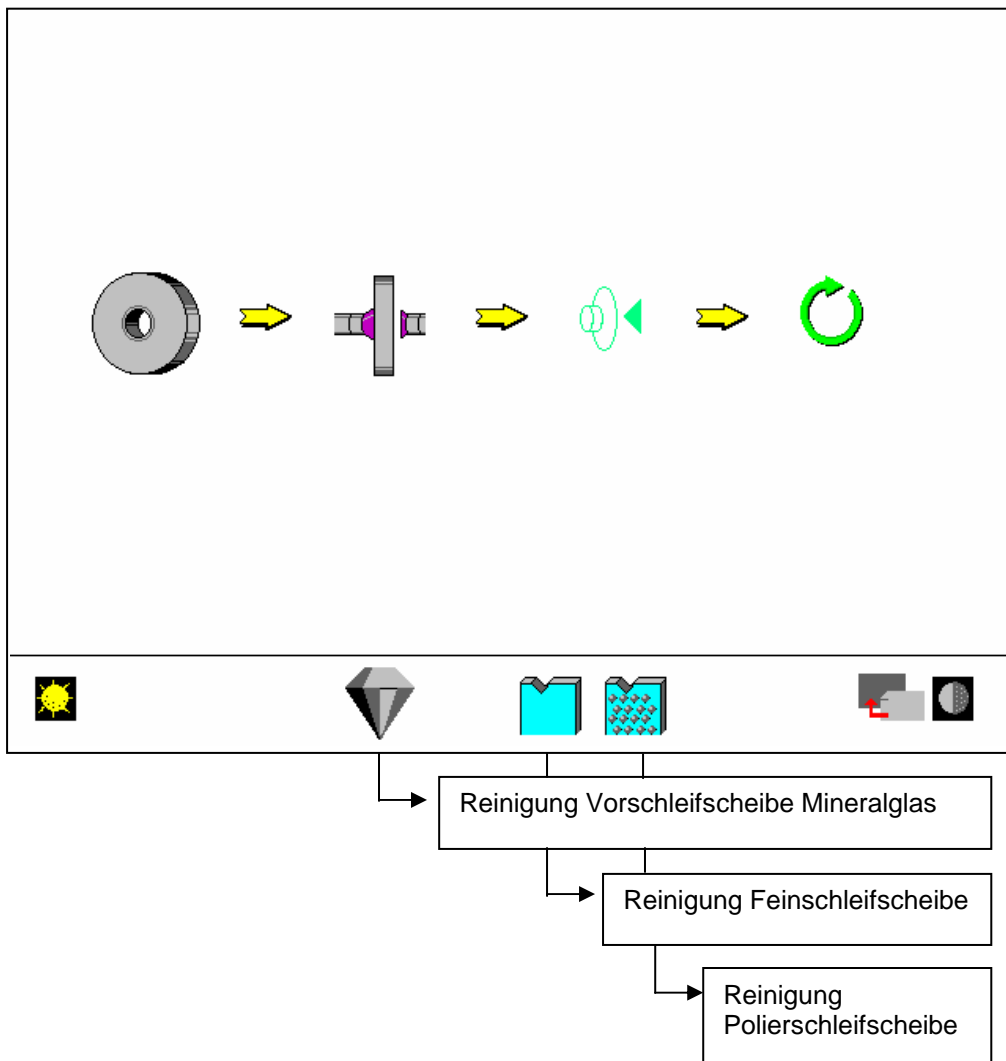 Reinigung Vorschleifscheibe Mineralglas
Reinigung Feinschleifscheibe
Reinigung
Polierschleifscheibe